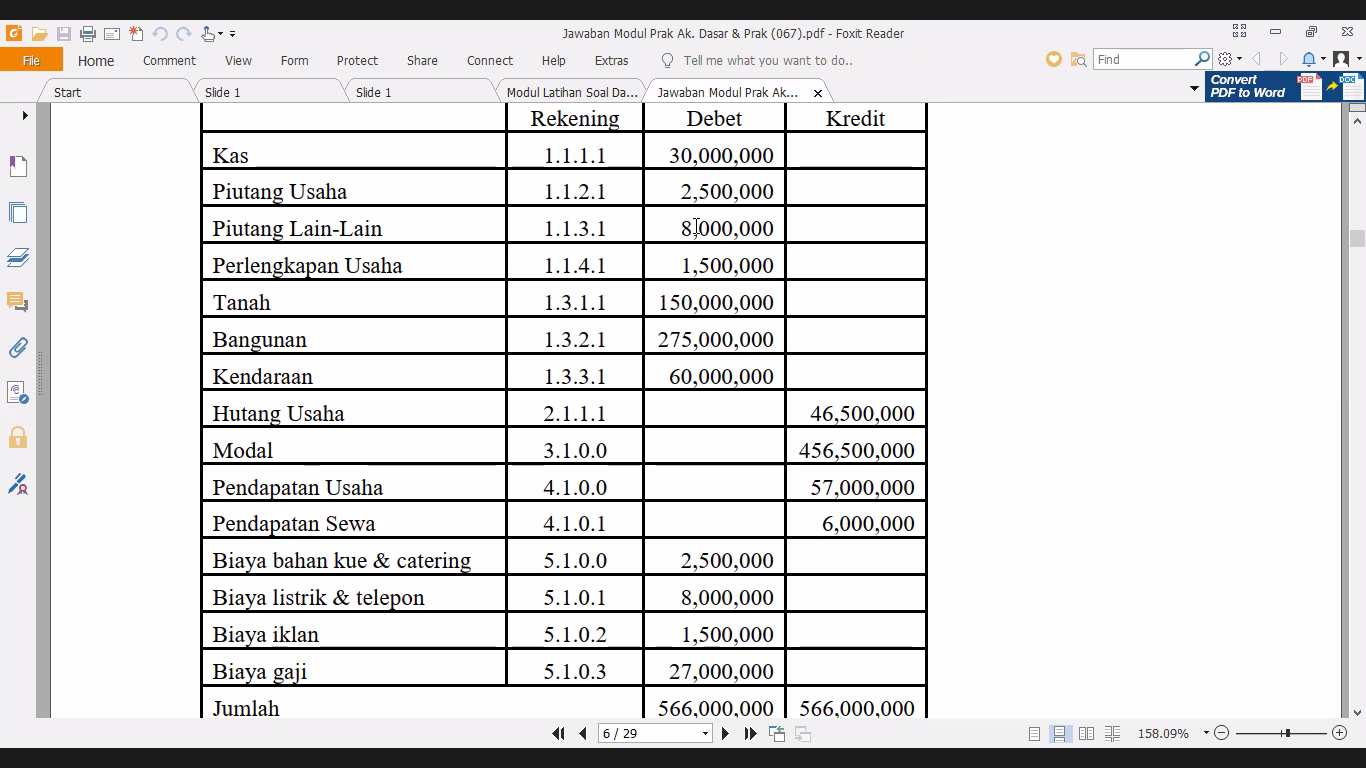 Jawaban Modul Prak Ak. Dasar & Prak (067).pdf - Foxit Reader
File Home Comment View Form Protect Share Connect Help Extras Tell me what you want to do.. Find
Start Slide 1 Slide 1 Modul Latihan Soal Da... Jawaban Modul Prak Ak...
Convert
PDF to Word
PDF DOC
Rekening Debet Kredit
Kas 1.1.1.1 30,000,000
Piutang Usaha 1.1.2.1 2,500,000
Piutang Lain-Lain 1.1.3.1 8,000,000
Perlengkapan Usaha 1.1.4.1 1,500,000
Tanah 1.3.1.1 150,000,000
Bangunan 1.3.2.1 275,000,000
Kendaraan 1.3.3.1 60,000,000
Hutang Usaha 2.1.1.1 46,500,000
Modal 3.1.0.0 456,500,000
Pendapatan Usaha 4.1.0.0 57,000,000
Pendapatan Sewa 4.1.0.1 6,000,000
Biaya bahan kue & catering 5.1.0.0 2,500,000
Biaya listrik & telepon 5.1.0.1 8,000,000
Biaya iklan 5.1.0.2 1,500,000
Biaya gaji 5.1.0.3 27,000,000
Jumlah 566,000,000 566,000,000
6 / 29 158.09%